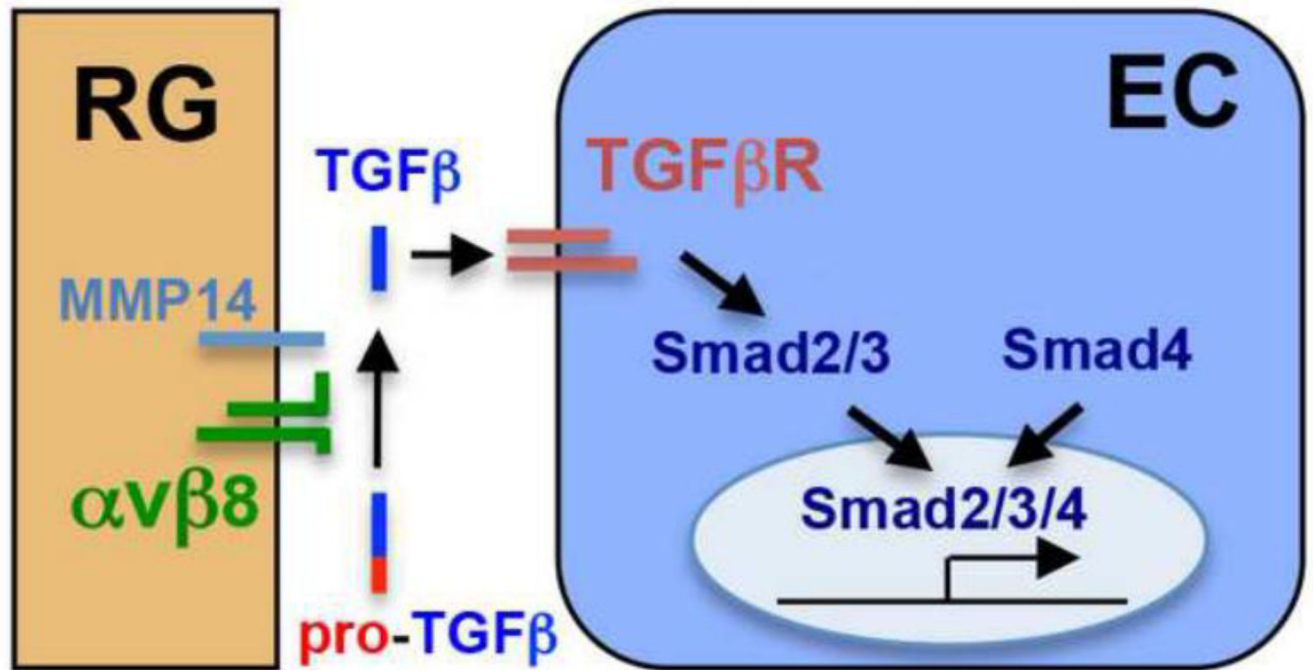 RG
EC
TGFβ
TGFβR
MMP14
Smad2/3
Smad4
αvβ8
Smad2/3/4
pro-TGFβ